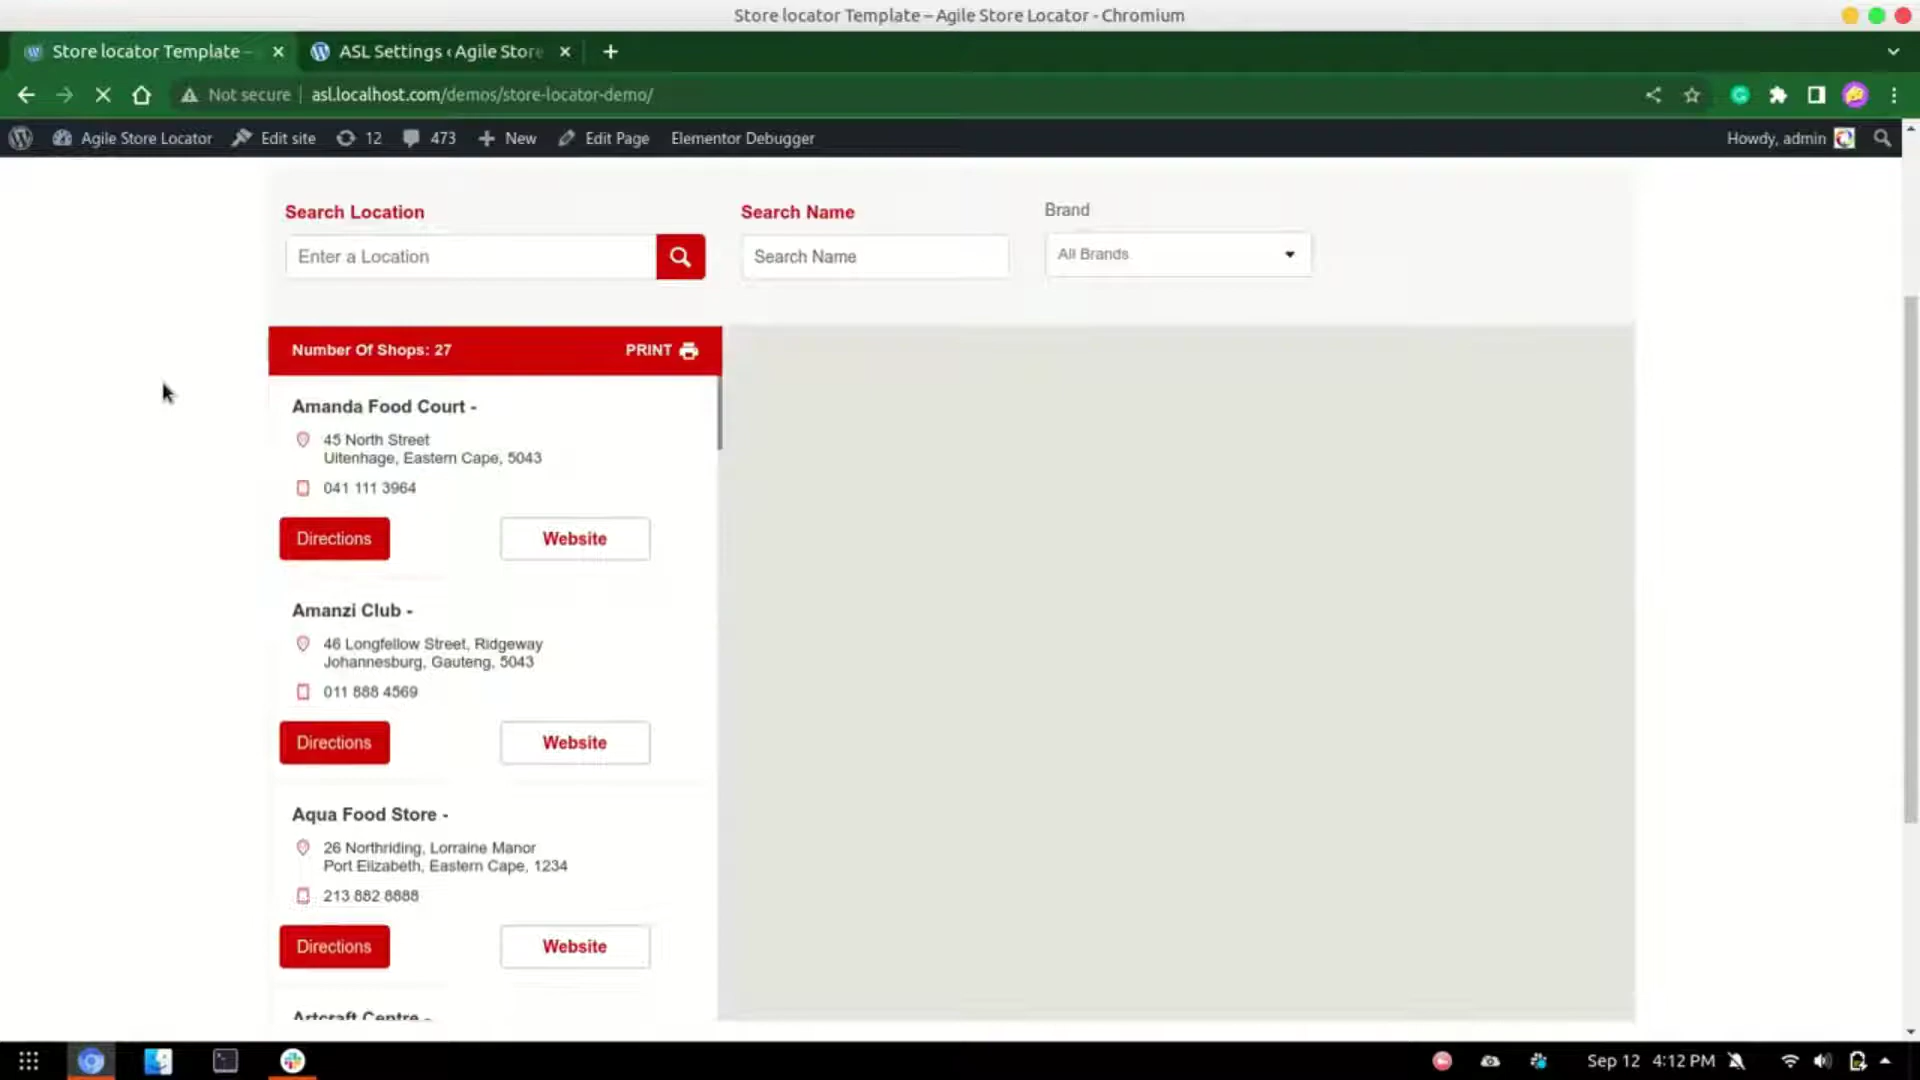 Store locator Template – Agile Store Locator - Chromium
Store locator Template –
ASL Settings ‹ Agile Store
Not secure
asl.localhost.com/demos/store-locator-demo/
Agile Store Locator
Edit site
12
473
New
Edit Page
Elementor Debugger
Howdy, admin
Search Location
Search Name
Brand
Enter a Location
Search Name
All Brands
Number Of Shops: 27
PRINT
Amanda Food Court -
45 North Street
Uitenhage, Eastern Cape, 5043
041 111 3964
Directions
Website
Amanzi Club -
46 Longfellow Street, Ridgeway
Johannesburg, Gauteng, 5043
011 888 4569
Directions
Website
Aqua Food Store -
26 Northriding, Lorraine Manor
Port Elizabeth, Eastern Cape, 1234
213 882 8888
Directions
Website
Artcraft Centre -
Sep 12 4:12 PM